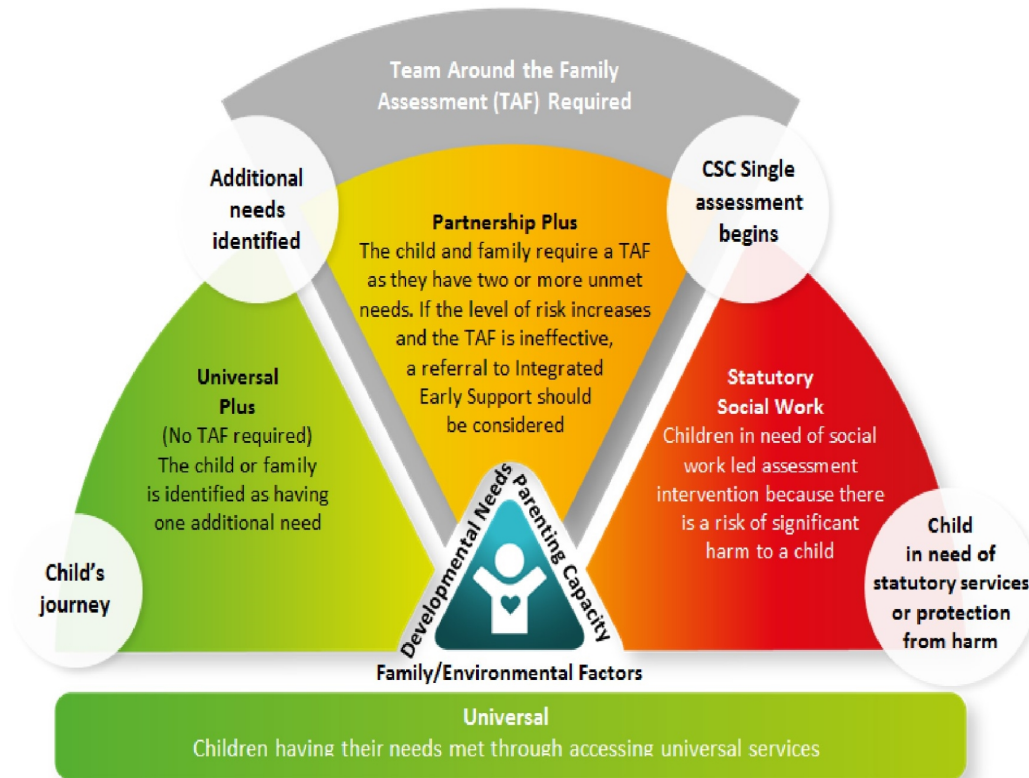 Team Around the Family
Assessment (TAF) Required
Additional
needs
identified
CSC Single
assessment
begins
Partnership Plus
The child and family require a TAF
as they have two or more unmet
needs. If the level of risk increases
and the TAF is ineffective,
a referral to Integrated
Early Support should
be considered
Universal
Plus
(No TAF required)
The child or family
is identified as having
one additional need
Statutory
Social Work
Children in need of social
work led assessment
intervention because there
is a risk of significant
harm to a child
Child's
journey
Child
in need of
statutory services
or protection
from harm
Developmental Needs
Parenting Capacity
Family/Environmental Factors
Universal
Children having their needs met through accessing universal services